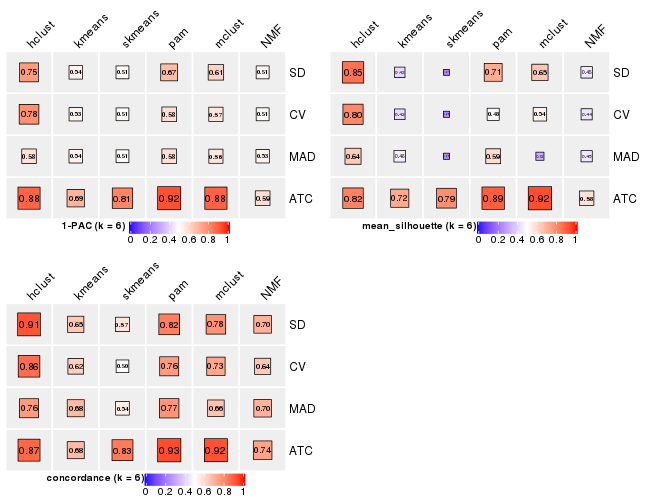 hclust kmeans skmeans pam mclust NMF
0.75 0.54 0.51 0.67 0.61 0.51 SD
0.78 0.53 0.51 0.58 0.57 0.51 CV
0.58 0.54 0.51 0.58 0.56 0.53 MAD
0.88 0.69 0.81 0.92 0.88 0.59 ATC
1-PAC (k = 6)
0 0.2 0.4 0.6 0.8 1
hclust kmeans skmeans pam mclust NMF
0.85 0.71 0.65 SD
0.80 0.48 0.54 CV
0.64 0.59 MAD
0.82 0.72 0.79 0.89 0.92 0.58 ATC
mean_silhouette (k = 6)
0 0.2 0.4 0.6 0.8 1
hclust kmeans skmeans pam mclust NMF
0.91 0.65 0.57 0.82 0.78 0.70 SD
0.86 0.62 0.50 0.76 0.73 0.64 CV
0.76 0.68 0.54 0.77 0.66 0.70 MAD
0.87 0.68 0.83 0.93 0.92 0.74 ATC
concordance (k = 6)
0 0.2 0.4 0.6 0.8 1